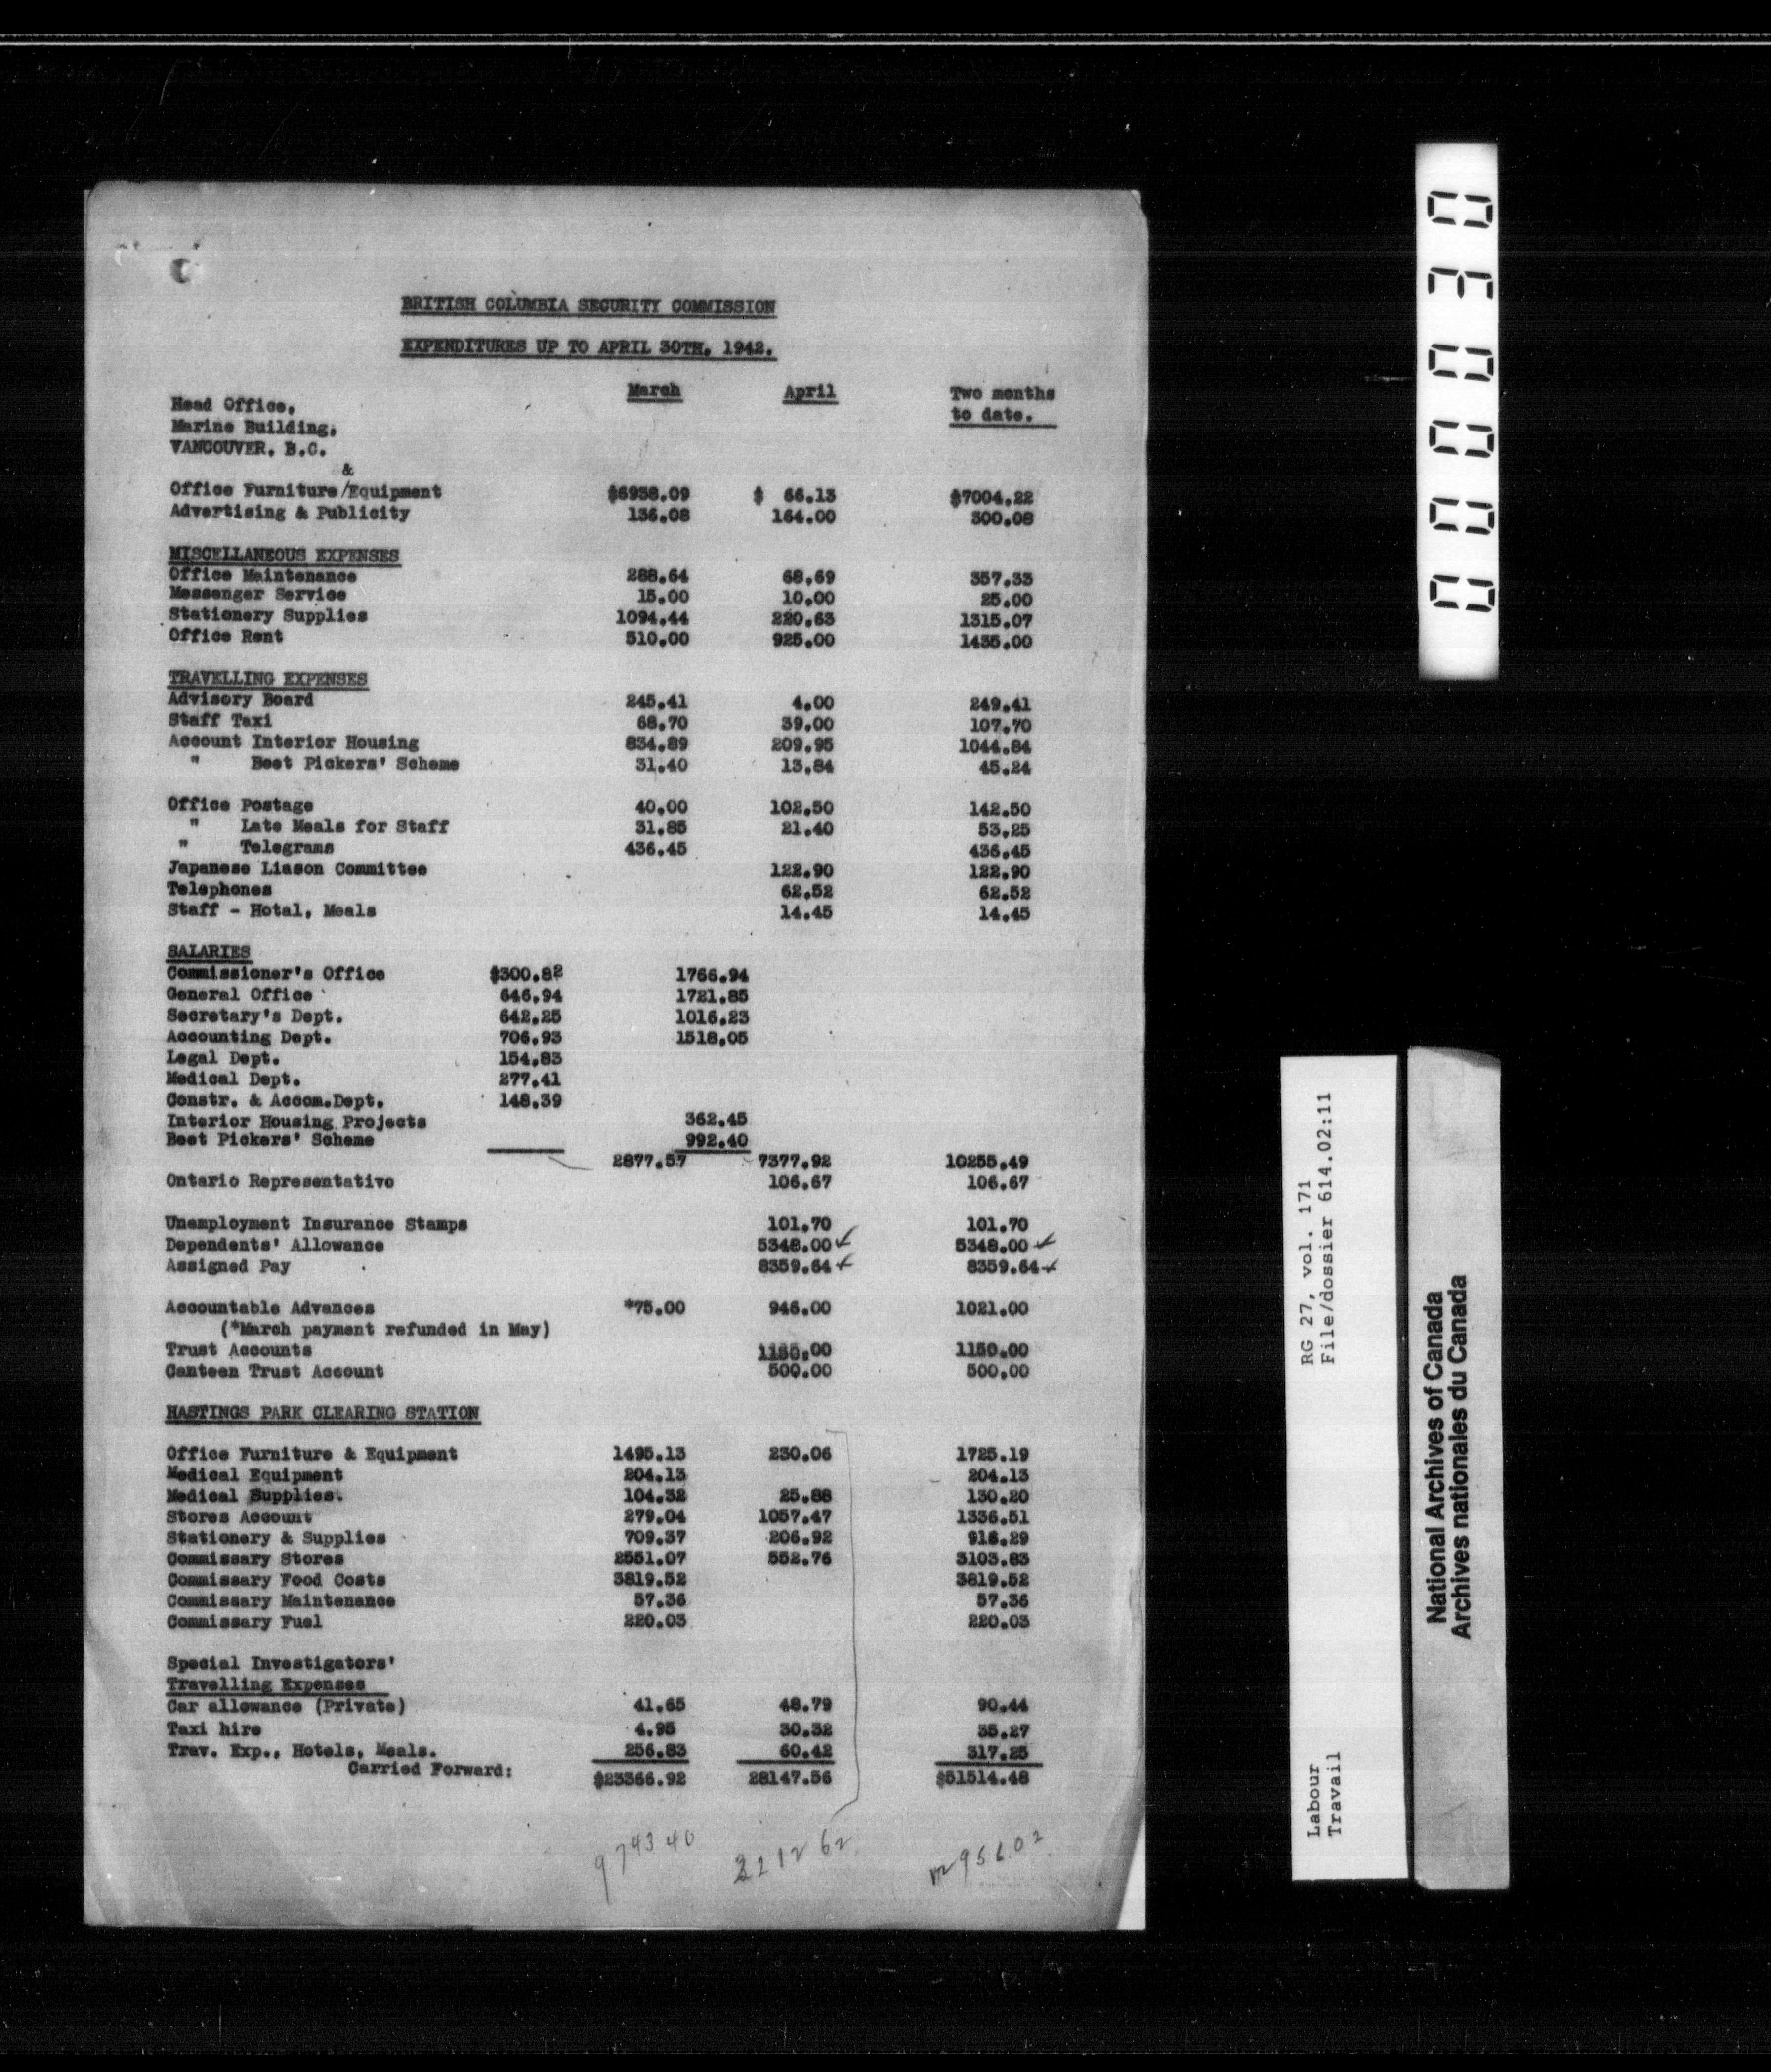 BRITISH COLUMBIA SECURITY COMMISSION
EXPENDITURES UP TO APRIL 30TH, 1942.
March April Two months
to date.
Head Office,
Marine Building,
VANCOUVER, B.C.
&
Office Furniture/Equipment $6938.09 $ 66.13 $7004.22
Advertising & Publicity 136.08 164.00 300.08
MISCELLANEOUS EXPENSES
Office Maintenance 288.64 68.69 357.33
Messenger Service 15.00 10.00 25.00
Stationery Supplies 1094.44 220.63 1315.07
Office Rent 510.00 925.00 1435.00
TRAVELLING EXPENSES
Advisory Board 245.41 4.00 249.41
Staff Taxi 68.70 39.00 107.70
Account Interior Housing 834.89 209.95 1044.84
" Beet Pickers' Scheme 31.40 13.84 45.24
Office Postage 40.00 102.50 142.50
" Late Meals for Staff 31.85 21.40 53.25
" Telegrams 436.45 436.45
Japanese Liason Committee 122.90 122.90
Telephones 62.52 62.52
Staff - Hotal, Meals 14.45 14.45
SALARIES
Commissioner's Office $300.82 1766.94
General Office 646.94 1721.85
Secretary's Dept. 642.25 1016.23
Accounting Dept. 706.93 1518.05
Legal Dept. 154.83
Medical Dept. 277.41
Constr. & Accom.Dept. 148.39
Interior Housing Projects 362.45
Beet Pickers' Scheme 992.40
2877.57 7377.92 10255.49
Ontario Representative 106.67 106.67
Unemployment Insurance Stamps 101.70 101.70
Dependents' Allowance 5348.00 ✓ 5348.00 ✓
Assigned Pay 8359.64 ✓ 8359.64 ✓
Accountable Advances *75.00 946.00 1021.00
(*March payment refunded in May)
Trust Accounts 1150.00
Canteen Trust Account 500.00 500.00
HASTINGS PARK CLEARING STATION
Office Furniture & Equipment 1495.13 230.06 1725.19
Medical Equipment 204.13 204.13
Medical Supplies. 104.32 25.88 130.20
Stores Account 279.04 1057.47 1336.51
Stationery & Supplies 709.37 206.92 916.29
Commissary Stores 2551.07 552.76 3103.83
Commissary Food Costs 3819.52 3819.52
Commissary Maintenance 57.36 57.36
Commissary Fuel 220.03 220.03
Special Investigators'
Travelling Expenses
Car allowance (Private) 41.65 48.79 90.44
Taxi hire 4.95 30.32 35.27
Trav. Exp., Hotels, Meals. 256.83 60.42 317.25
Carried Forward: $23366.92 28147.56 $51514.48
9743 40 2212 62
000030
RG 27, vol. 171
File/dossier 614.02:11
Labour
Travail
National Archives of Canada
Archives nationales du Canada